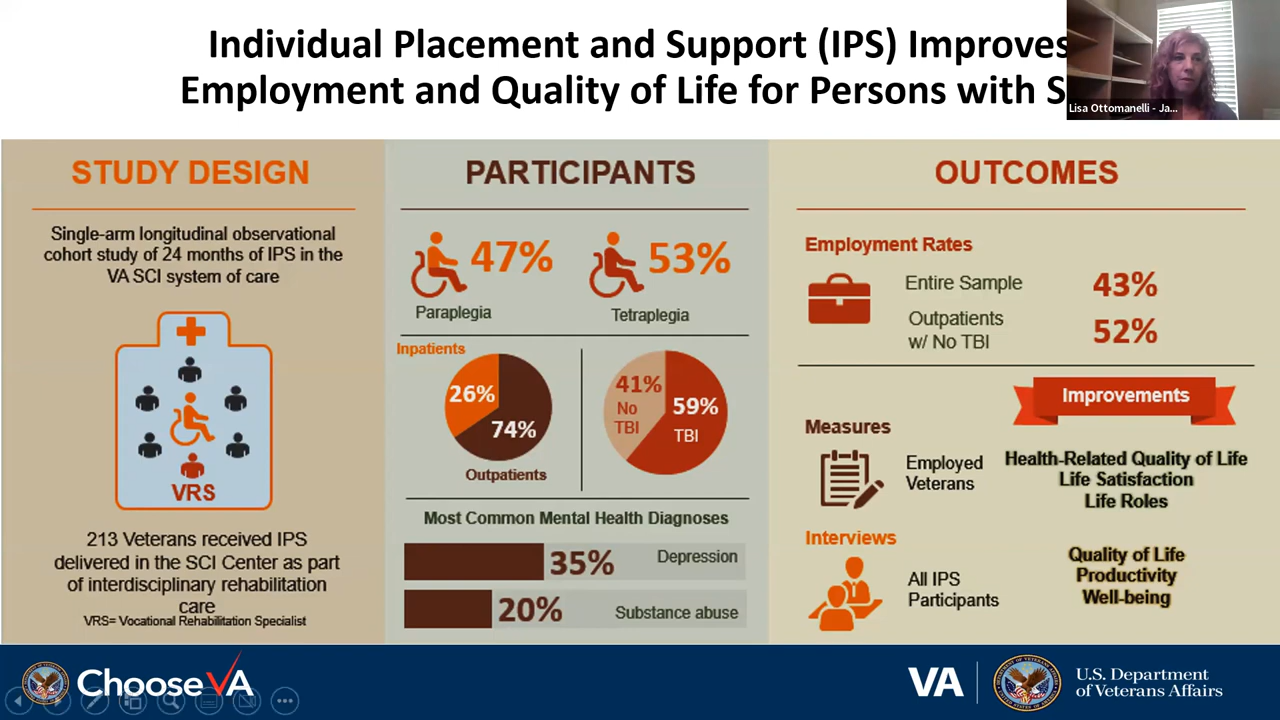 Individual Placement and Support (IPS) Improves
Employment and Quality of Life for Persons with S
Lisa Ottomanelli - Ja...
STUDY DESIGN
Single-arm longitudinal observational
cohort study of 24 months of IPS in the
VA SCI system of care
VRS
213 Veterans received IPS
delivered in the SCI Center as part
of interdisciplinary rehabilitation
care
VRS= Vocational Rehabilitation Specialist
PARTICIPANTS
47%
Paraplegia
53%
Tetraplegia
Inpatients
26%
74%
Outpatients
41%
No
TBI
59%
TBI
Most Common Mental Health Diagnoses
35%
Depression
20%
Substance abuse
OUTCOMES
Employment Rates
Entire Sample
43%
Outpatients
w/ No TBI
52%
Improvements
Measures
Employed
Veterans
Health-Related Quality of Life
Life Satisfaction
Life Roles
Interviews
All IPS
Participants
Quality of Life
Productivity
Well-being
ChooseVA
VA
U.S. Department
of Veterans Affairs